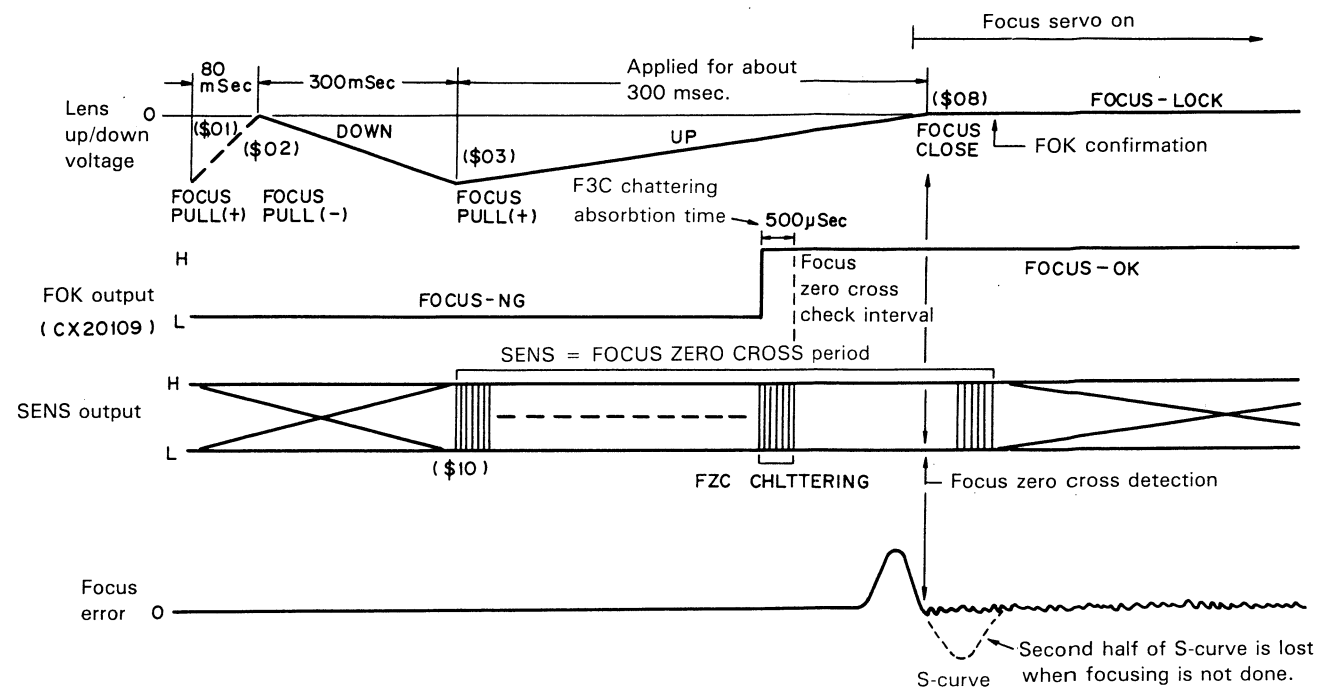 Focus servo on
80
mSec
300mSec
Applied for about
300 msec.
Lens
up/down
voltage
0
($01)
($02)
DOWN
($03)
UP
($08)
FOCUS-LOCK
FOCUS
CLOSE
FOK confirmation
FOCUS
PULL(+)
FOCUS
PULL(-)
FOCUS
PULL(+)
F3C chattering
absorbtion time
500μSec
H
FOK output
(CX20109)
L
FOCUS-NG
Focus
zero cross
check interval
FOCUS-OK
SENS = FOCUS ZERO CROSS period
H
SENS output
L
($10)
FZC CHLTTERING
Focus zero cross detection
Focus
error
0
S-curve
Second half of S-curve is lost
when focusing is not done.